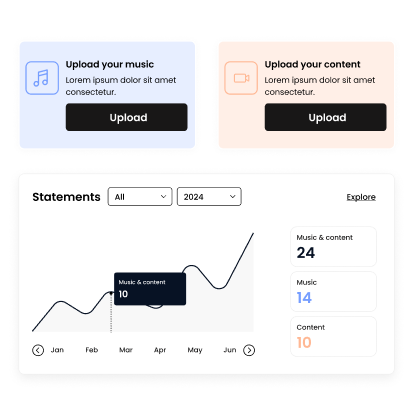 Upload your music
Lorem ipsum dolor sit amet
consectetur.
Upload
Upload your content
Lorem ipsum dolor sit amet
consectetur.
Upload
Statements
All
2024
Explore
Music & content
10
Jan
Feb
Mar
Apr
May
Jun
Music & content
24
Music
14
Content
10